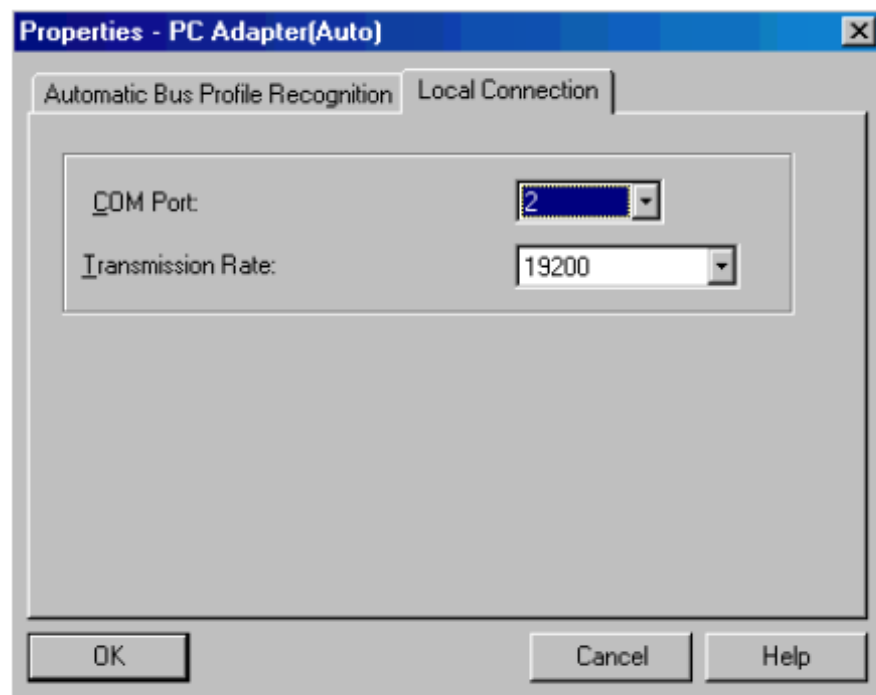 Properties - PC Adapter(Auto)
Automatic Bus Profile Recognition Local Connection
COM Port: 2
Transmission Rate: 19200
OK Cancel Help